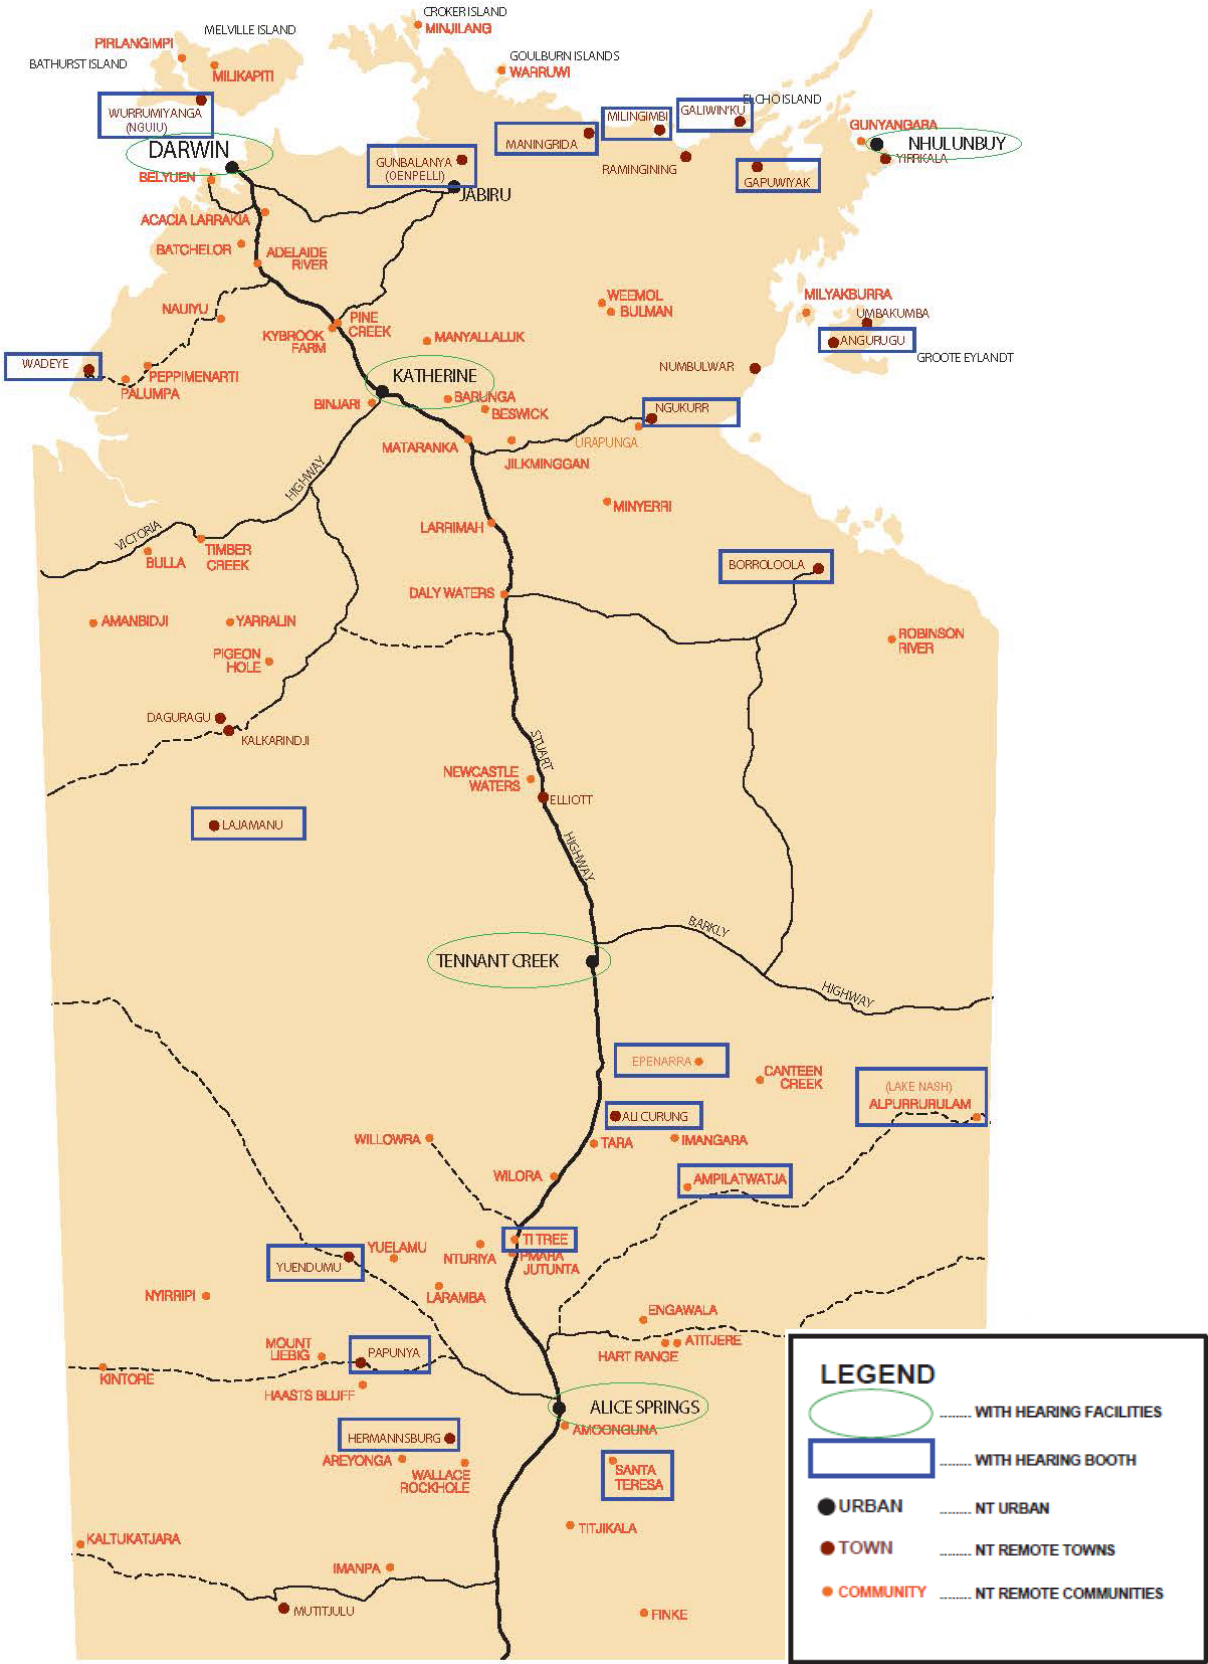 CROKER ISLAND
MINJILANG
MELVILLE ISLAND
PIRLANGIMPI
BATHURST ISLAND
MILIKAPITI
GOULBURN ISLANDS
WARRUWI
WURRUMIYANGA
(NGUIU)
MANINGRIDA
MILINGIMBI
GALIWIN'KU
ELCHO ISLAND
GUNYANGARA
NHULUNBUY
YIRRKALA
DARWIN
GUNBALANYA
(OENPELLI)
JABIRU
RAMINGINING
GAPUWIYAK
BELYUEN
ACACIA LARRAKIA
BATCHELOR
ADELAIDE
RIVER
NAUIYU
PINE
CREEK
KYBROOK
FARM
MANYALLALUK
WEEMOL
BULMAN
MILYAKBURRA
UMBAKUMBA
ANGURUGU
GROOTE EYLANDT
WADEYE
PEPPIMENARTI
PALUMPA
KATHERINE
NUMBULWAR
BINJARI
BARUNGA
BESWICK
NGUKURR
URAPUNGA
MATARANKA
JILKMINGGAN
HIGHWAY
VICTORIA
MINYERRI
LARRIMAH
BULLA
TIMBER
CREEK
BORROLOOLA
DALY WATERS
AMANBIDJI
YARRALIN
PIGEON
HOLE
ROBINSON
RIVER
DAGURAGU
KALKARINDJI
STUART
NEWCASTLE
WATERS
ELLIOTT
LAJAMANU
HIGHWAY
BARKLY
TENNANT CREEK
HIGHWAY
EPENARRA
CANTEEN
CREEK
(LAKE NASH)
ALPURRURULAM
ALI CURUNG
WILLOWRA
TARA
IMANGARA
WILORA
AMPILATWATJA
TI TREE
YUELAMU
NTURIYA
PMARA
JUTUNTA
YUENDUMU
NYIRRIPI
LARAMBA
ENGAWALA
MOUNT
LIEBIG
PAPUNYA
HART RANGE
ATITJERE
KINTORE
HAASTS BLUFF
ALICE SPRINGS
AMOONGUNA
HERMANNSBURG
AREYONGA
WALLACE
ROCKHOLE
SANTA
TERESA
TITJIKALA
KALTUKATJARA
IMANPA
MUTITJULU
FINKE
LEGEND
......... WITH HEARING FACILITIES
......... WITH HEARING BOOTH
URBAN ......... NT URBAN
TOWN ......... NT REMOTE TOWNS
COMMUNITY ......... NT REMOTE COMMUNITIES